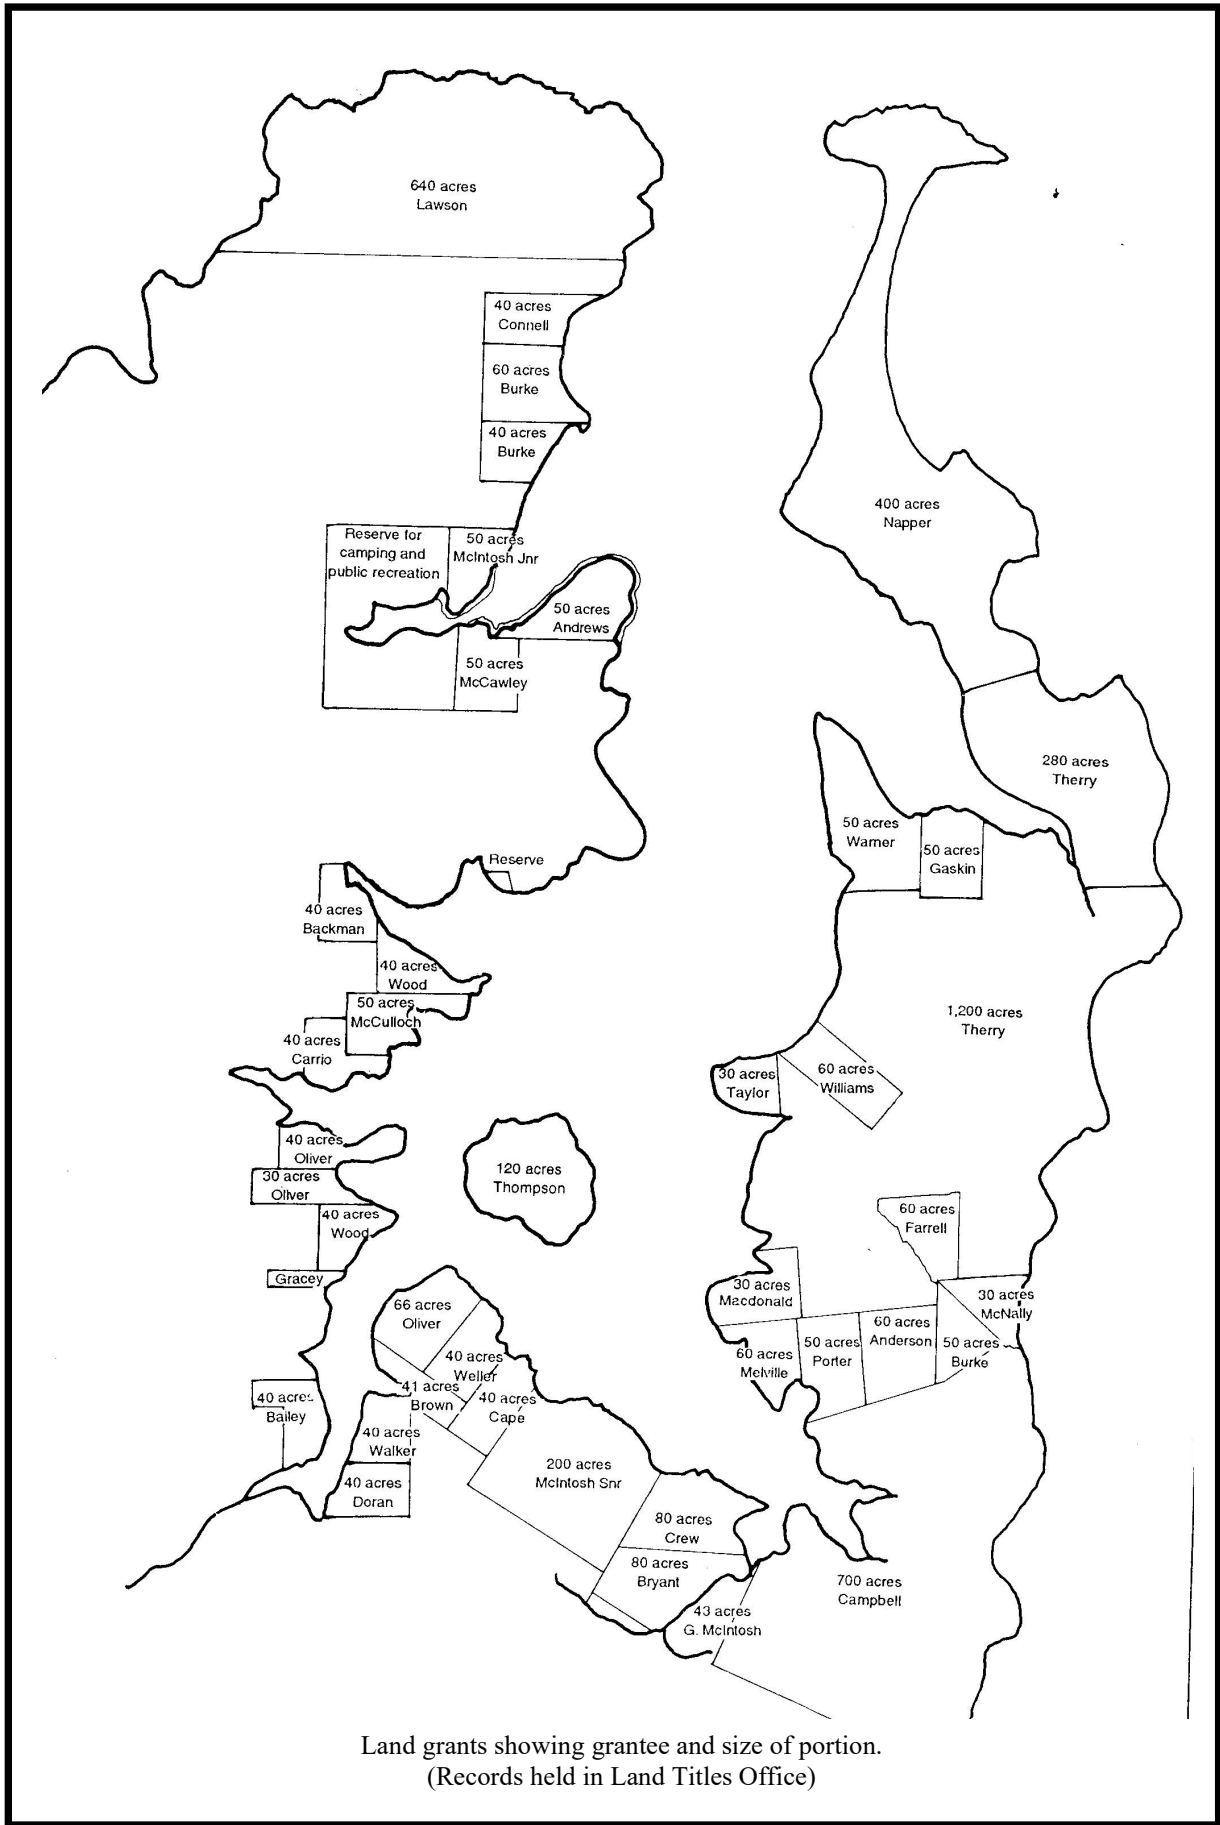 640 acres
Lawson
40 acres
Connell
60 acres
Burke
40 acres
Burke
400 acres
Napper
Reserve for
camping and
public recreation
50 acres
McIntosh Jnr
50 acres
Andrews
50 acres
McCawley
280 acres
Therry
50 acres
Warner
50 acres
Gaskin
Reserve
40 acres
Backman
40 acres
Wood
50 acres
McCulloch
40 acres
Carrio
1,200 acres
Therry
60 acres
Williams
30 acres
Taylor
40 acres
Oliver
30 acres
Oliver
120 acres
Thompson
40 acres
Wood
60 acres
Farrell
Gracey
30 acres
Macdonald
30 acres
McNally
66 acres
Oliver
60 acres
Anderson
50 acres
Porter
50 acres
Burke
60 acres
Melville
40 acres
Weller
41 acres
Brown
40 acres
Cape
40 acres
Bailey
40 acres
Walker
200 acres
McIntosh Snr
40 acres
Doran
80 acres
Crew
80 acres
Bryant
700 acres
Campbell
43 acres
G. McIntosh
Land grants showing grantee and size of portion.
(Records held in Land Titles Office)